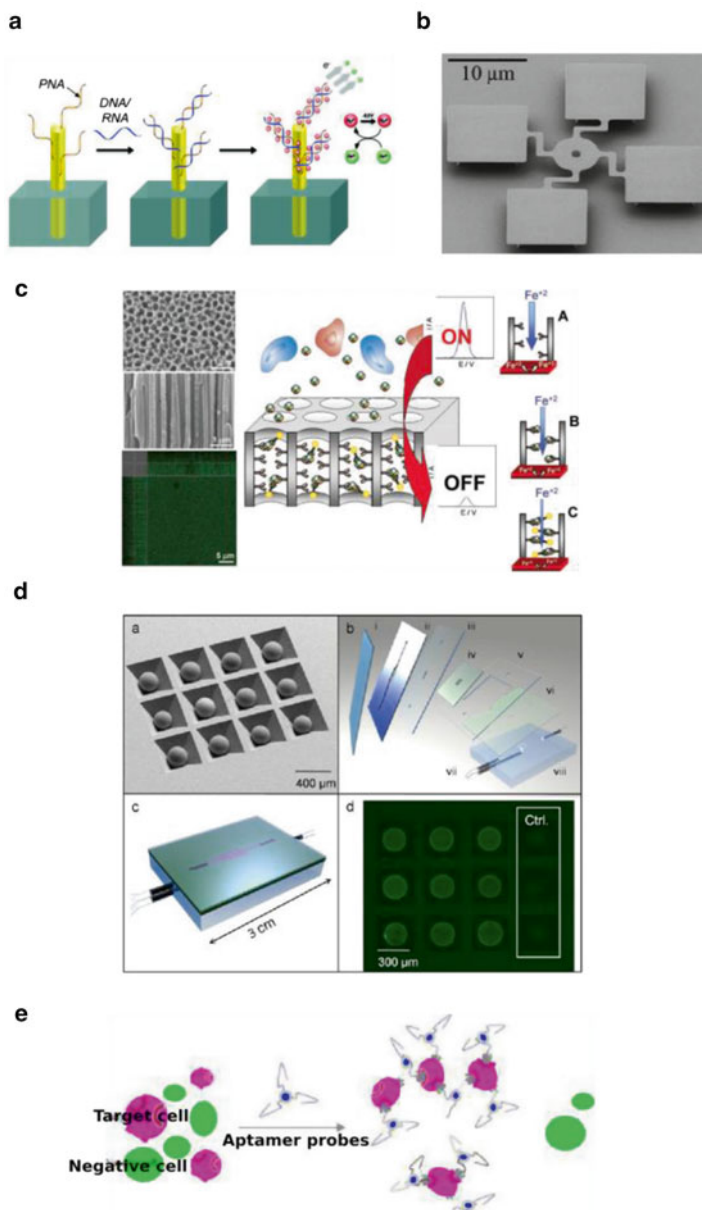 a
PNA
DNA/
RNA
b
10 µm
c
5 µm
ON
I / A
E / V
OFF
I / A
E / V
Fe+2
A
Fe+2
B
Fe+2
C
d
a
400 µm
b
i
ii
iii
iv
v
vi
vii
viii
c
3 cm
d
Ctrl.
300 µm
e
Target cell
Negative cell
Aptamer probes